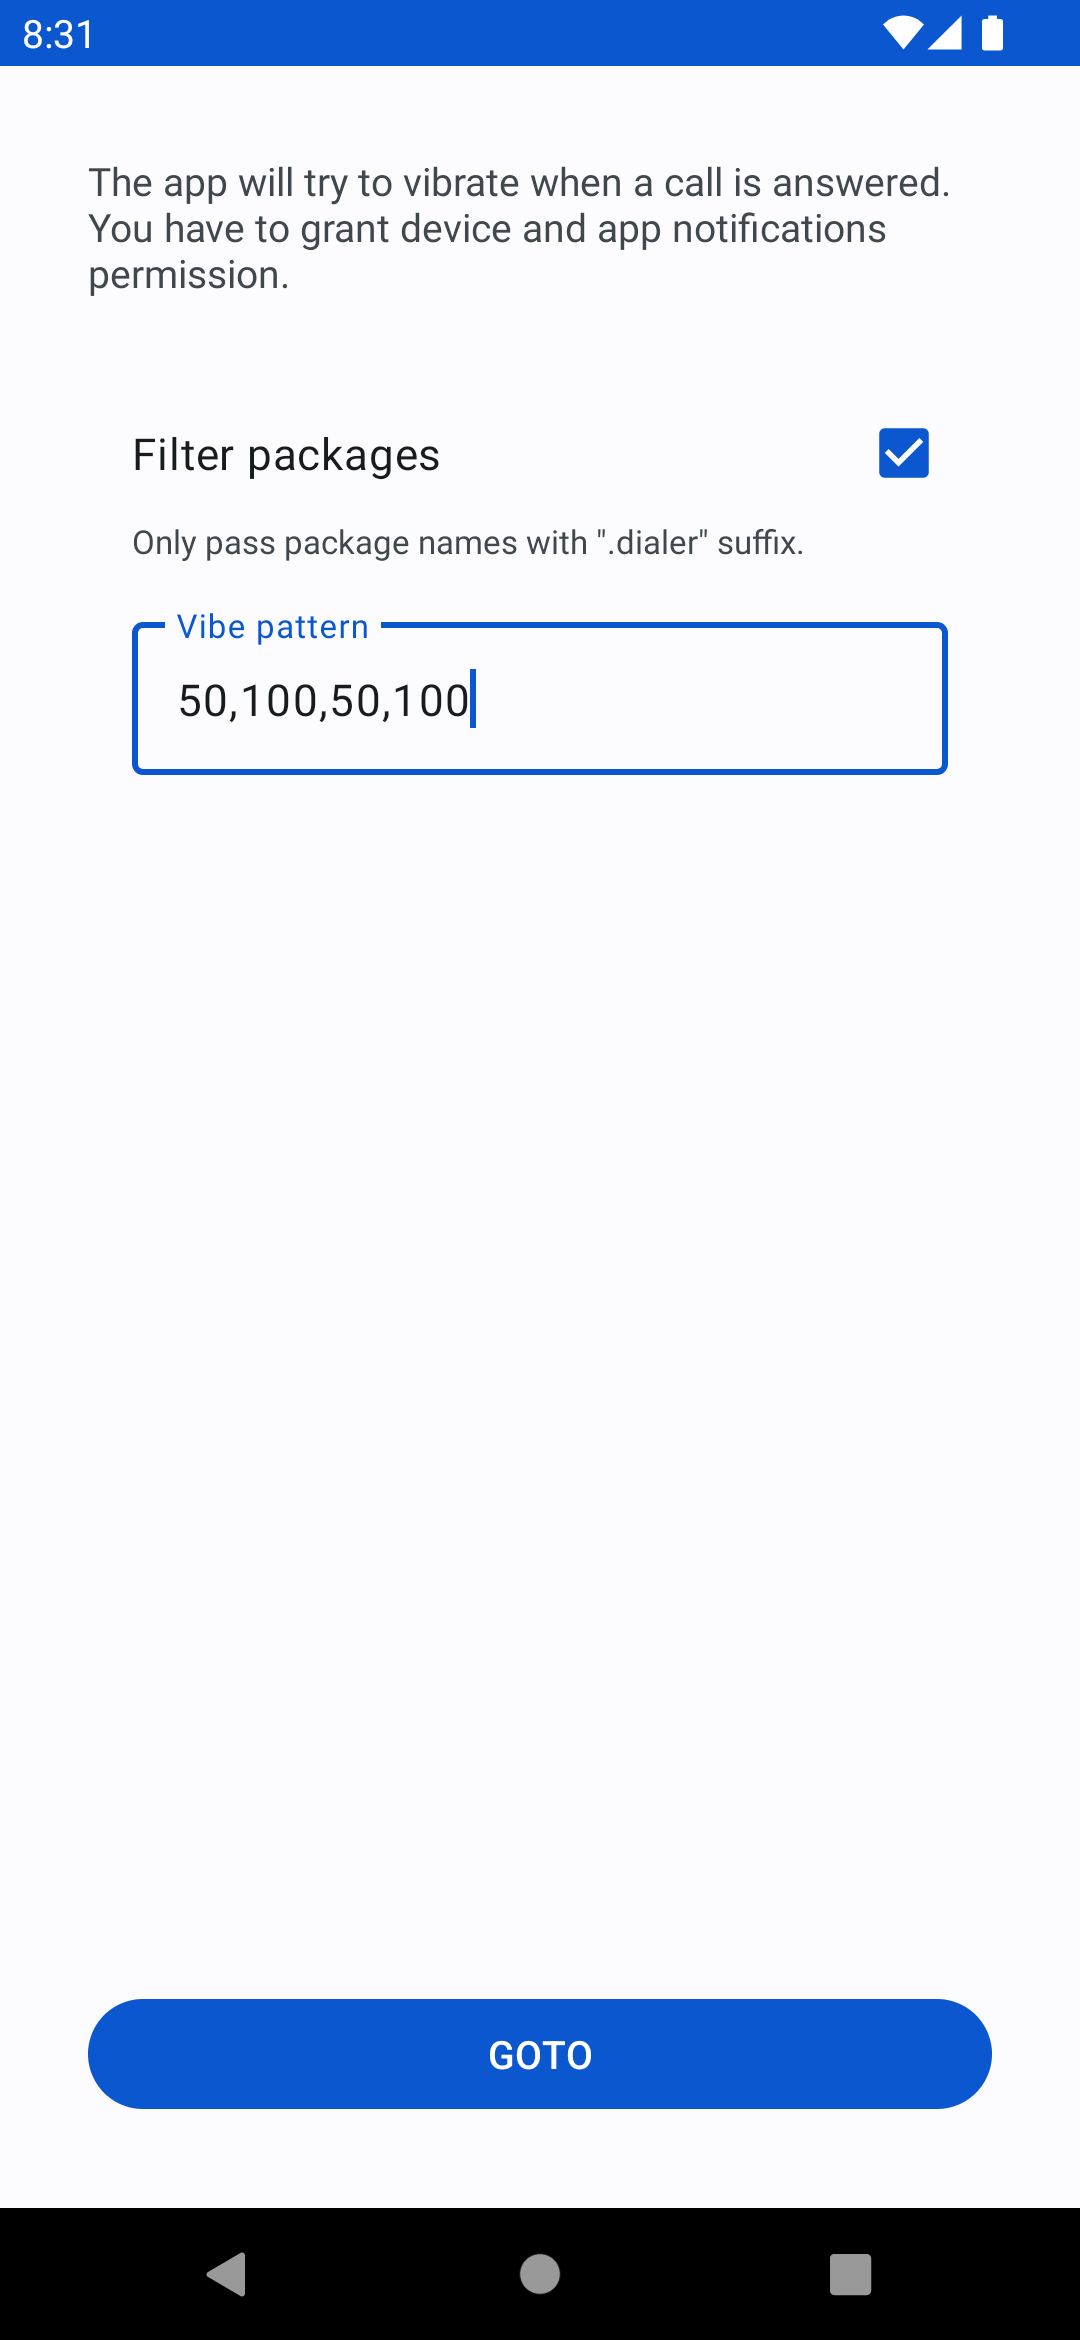 8:31
The app will try to vibrate when a call is answered.
You have to grant device and app notifications
permission.
Filter packages
Only pass package names with ".dialer" suffix.
Vibe pattern
50,100,50,100
GOTO